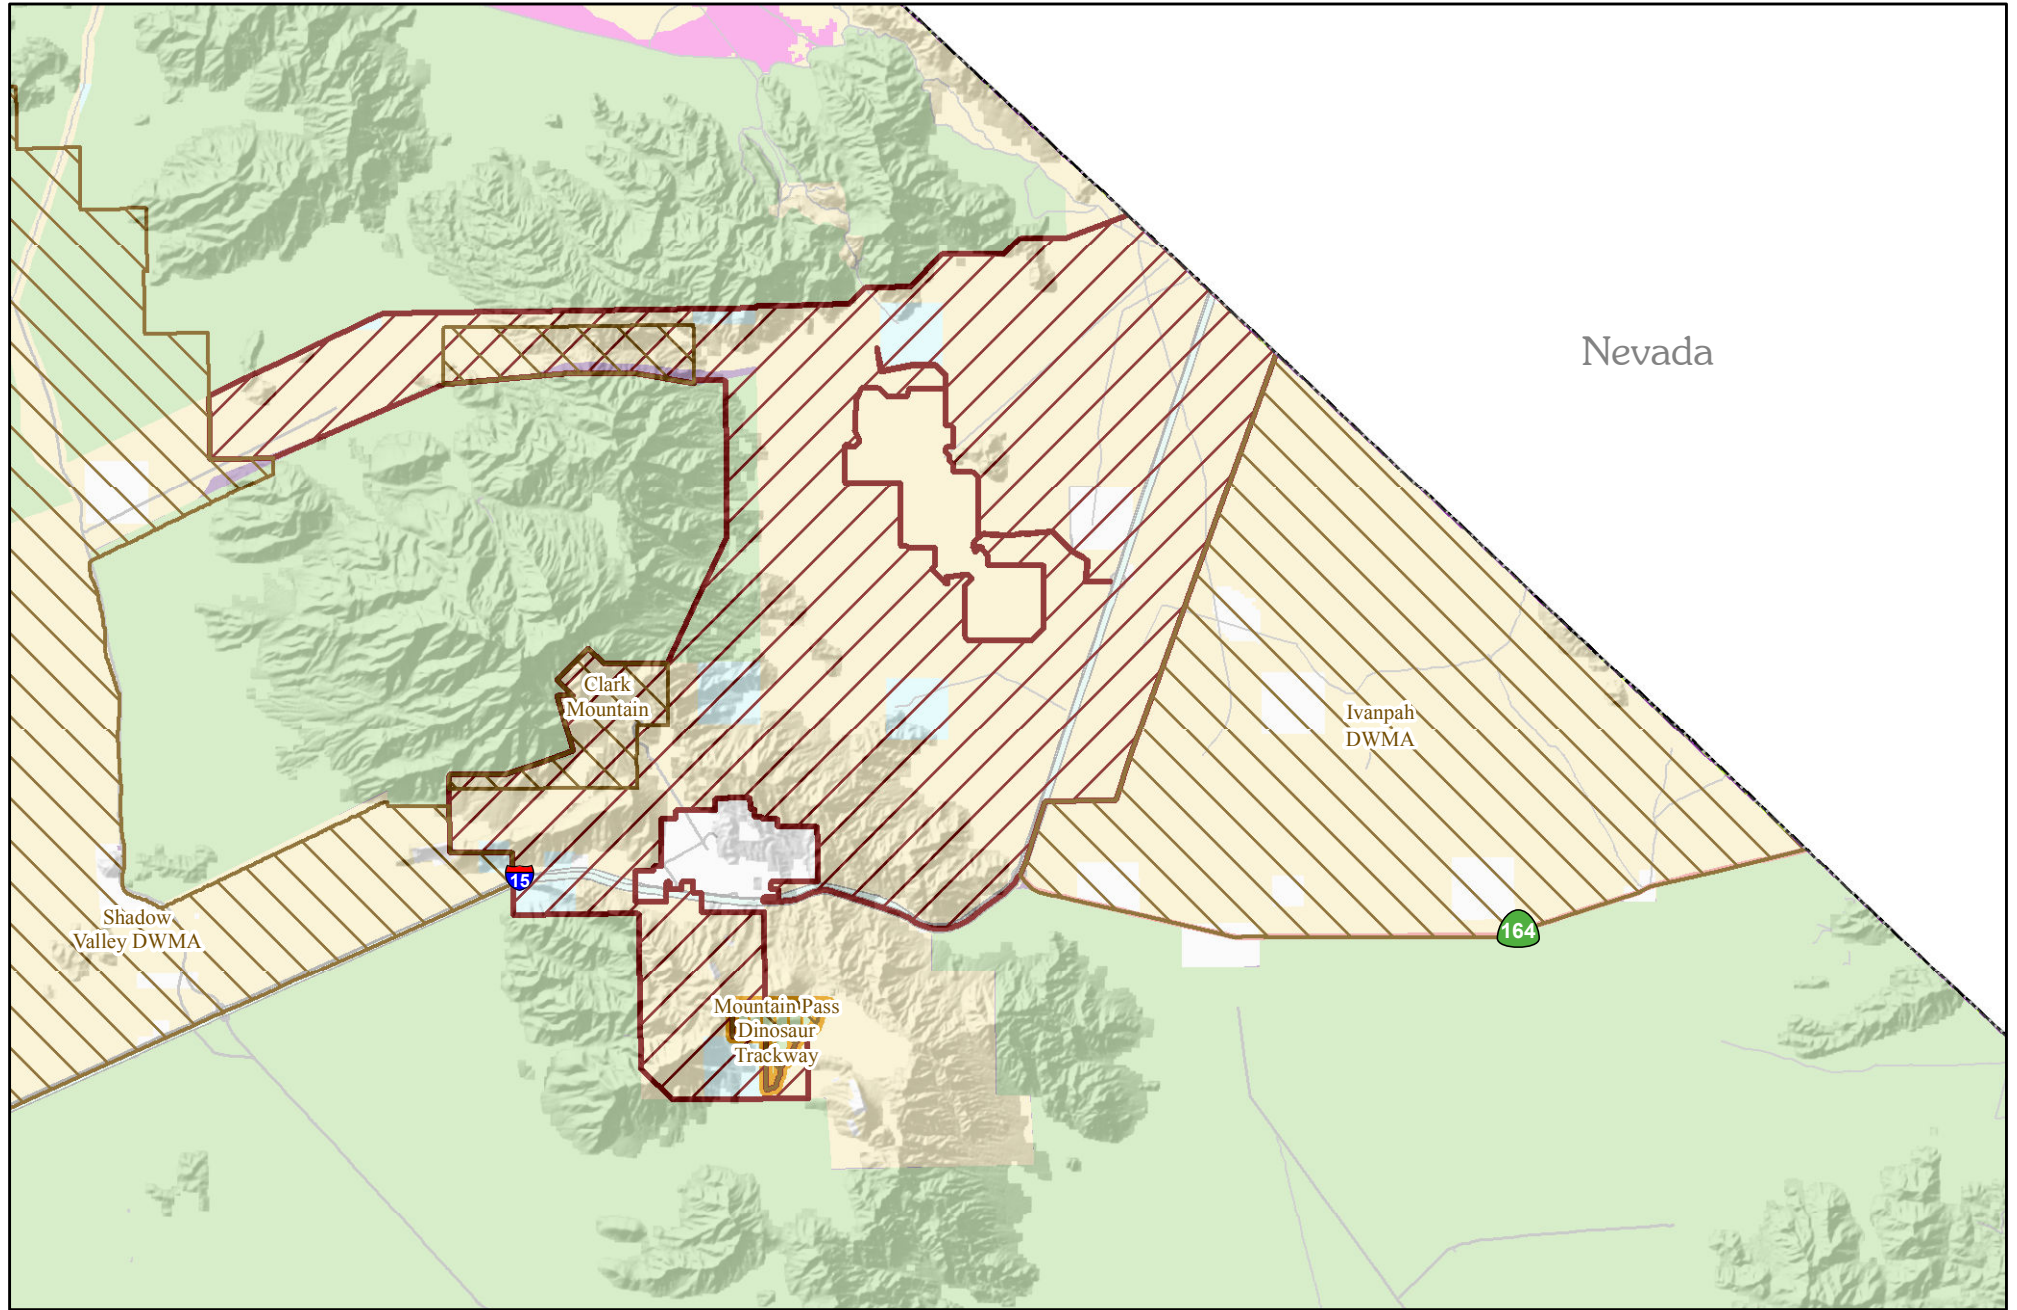 Nevada
Clark
Mountain
Ivanpah
DWMA
15
Shadow
Valley DWMA
164
Mountain Pass
Dinosaur
Trackway